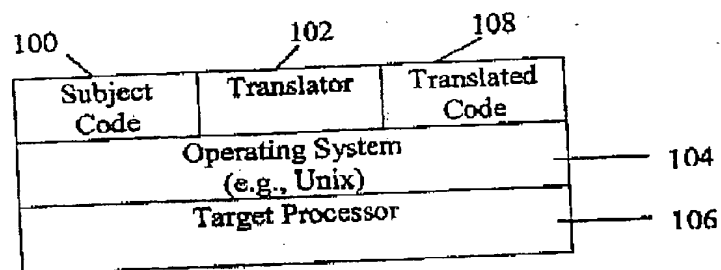 100
102
108
Subject
Code
Translator
Translated
Code
Operating System
(e.g., Unix)
104
Target Processor
106